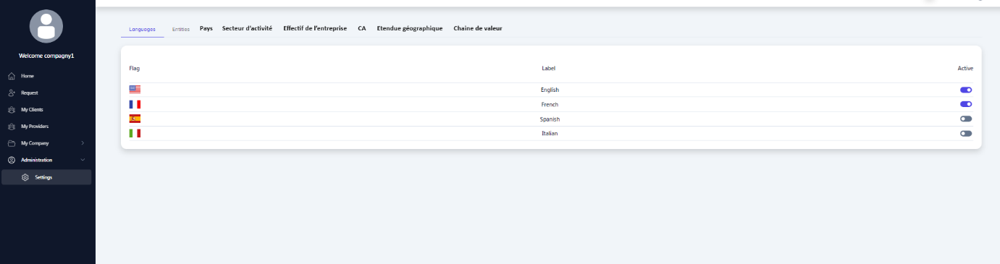 Welcome compagny1
Home
Request
My Clients
My Providers
My Company
Administration
Settings
Languages Entities Pays Secteur d'activité Effectif de l'entreprise CA Etendue géographique Chaine de valeur
Flag Label Active
English
French
Spanish
Italian